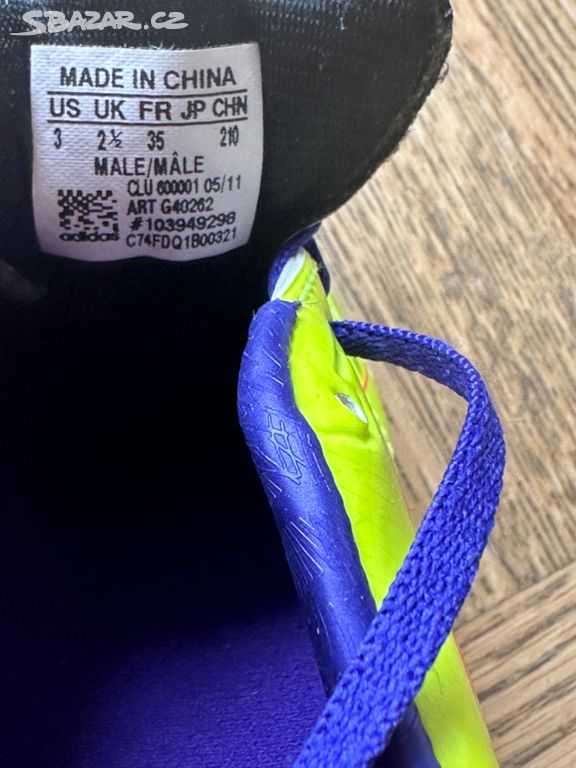 SBAZAR.CZ
MADE IN CHINA
US UK FR JP CHN
3 2½ 35 210
MALE/MÂLE
CLU 600001 05/11
ART G40262
#103949298
adidas C74FDQ1B00321
F50